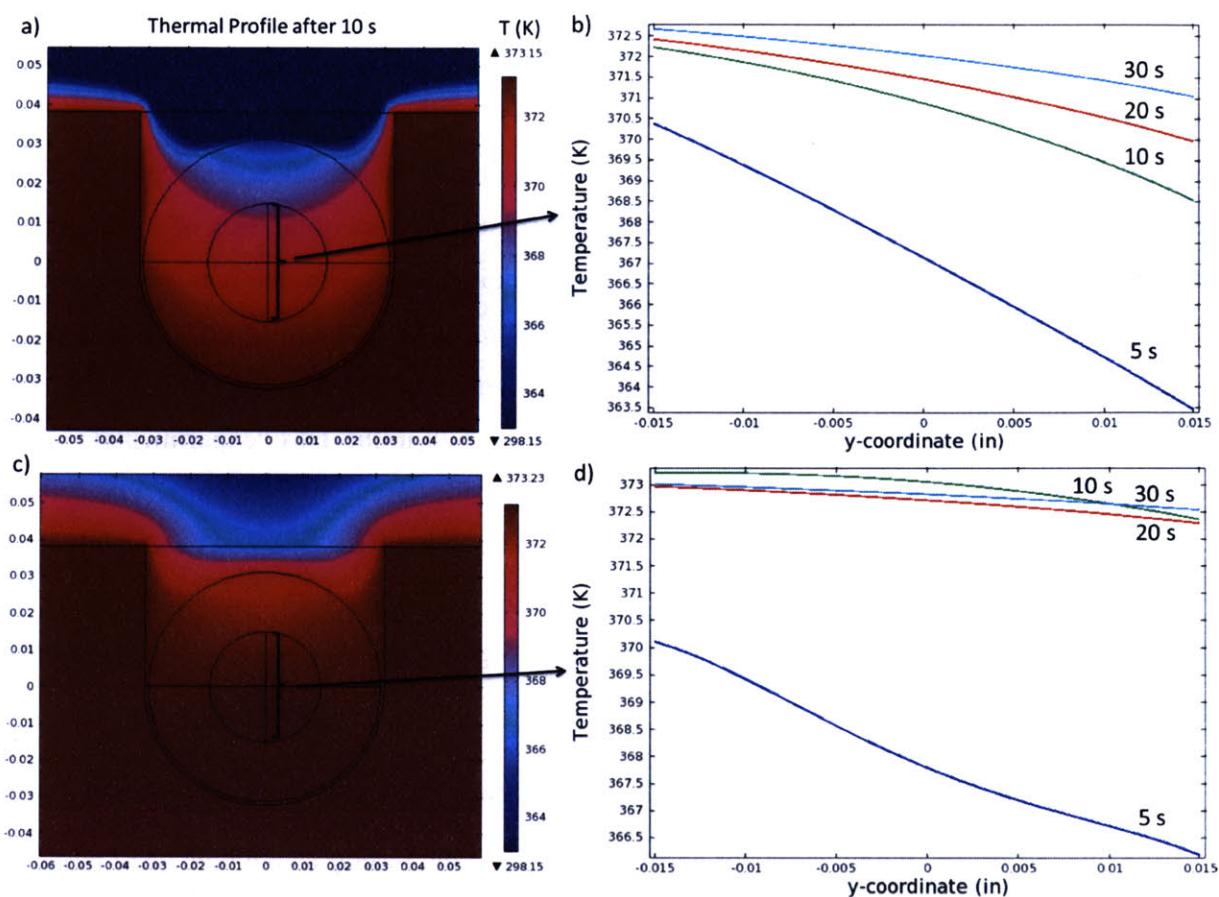 a)
Thermal Profile after 10 s
T (K)
▲ 373 15
0.05
0.04
0.03
0.02
0.01
0
-0.01
-0.02
-0.03
-0.04
-0.05 -0.04 -0.03 -0.02 -0.01 0 0.01 0.02 0.03 0.04 0.05
372
370
368
366
364
▼ 298.15
b)
372.5
372
371.5
371
370.5
370
369.5
369
368.5
368
367.5
367
366.5
366
365.5
365
364.5
364
363.5
Temperature (K)
30 s
20 s
10 s
5 s
-0.015 -0.01 -0.005 0 0.005 0.01 0.015
y-coordinate (in)
c)
▲ 373.23
0.05
0.04
0.03
0.02
0.01
0
-0.01
-0.02
-0.03
-0.04
-0.06 -0.05 -0.04 -0.03 -0.02 -0.01 0 0.01 0.02 0.03 0.04 0.05
372
370
368
366
364
▼ 298.15
d)
373
372.5
372
371.5
371
370.5
370
369.5
369
368.5
368
367.5
367
366.5
Temperature (K)
10 s
30 s
20 s
5 s
-0.015 -0.01 -0.005 0 0.005 0.01 0.015
y-coordinate (in)